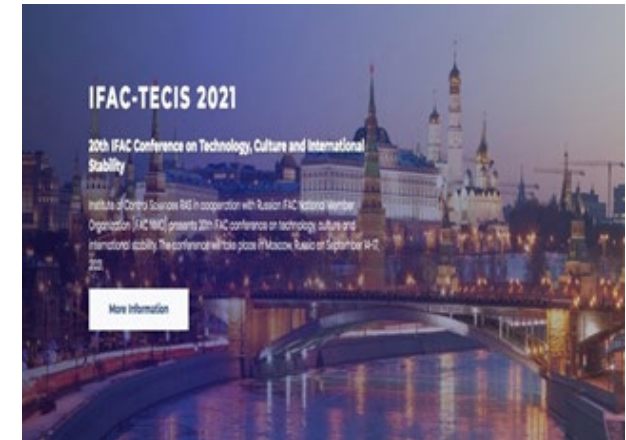 IFAC-TECIS 2021
20th IFAC Conference on Technology, Culture and International
Stability
Institute of Control Sciences RAS in cooperation with Russian IFAC National Member
Organization (IFAC NMO) presents 20th IFAC conference on technology, culture and
international stability. The conference will take place in Moscow, Russia on September 14-17,
2021
More Information